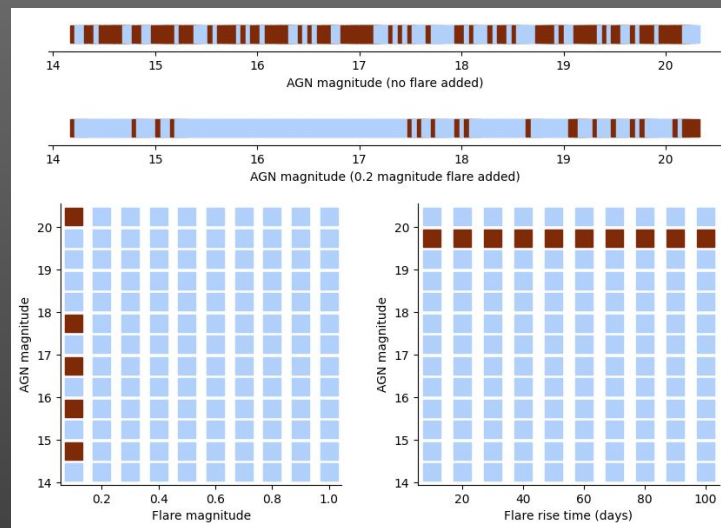 14 15 16 17 18 19 20
AGN magnitude (no flare added)
14 15 16 17 18 19 20
AGN magnitude (0.2 magnitude flare added)
20
19
18
17
16
15
14
AGN magnitude
0.2 0.4 0.6 0.8 1.0
Flare magnitude
20
19
18
17
16
15
14
AGN magnitude
20 40 60 80 100
Flare rise time (days)